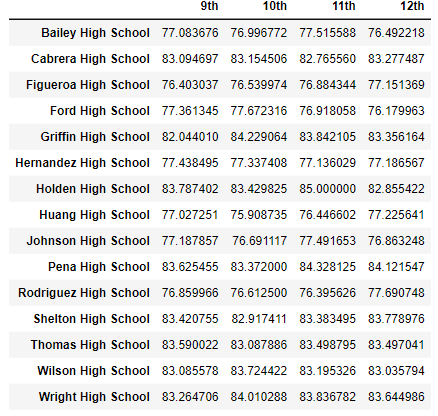 9th 10th 11th 12th
Bailey High School 77.083676 76.996772 77.515588 76.492218
Cabrera High School 83.094697 83.154506 82.765560 83.277487
Figueroa High School 76.403037 76.539974 76.884344 77.151369
Ford High School 77.361345 77.672316 76.918058 76.179963
Griffin High School 82.044010 84.229064 83.842105 83.356164
Hernandez High School 77.438495 77.337408 77.136029 77.186567
Holden High School 83.787402 83.429825 85.000000 82.855422
Huang High School 77.027251 75.908735 76.446602 77.225641
Johnson High School 77.187857 76.691117 77.491653 76.863248
Pena High School 83.625455 83.372000 84.328125 84.121547
Rodriguez High School 76.859966 76.612500 76.395626 77.690748
Shelton High School 83.420755 82.917411 83.383495 83.778976
Thomas High School 83.590022 83.087886 83.498795 83.497041
Wilson High School 83.085578 83.724422 83.195326 83.035794
Wright High School 83.264706 84.010288 83.836782 83.644986